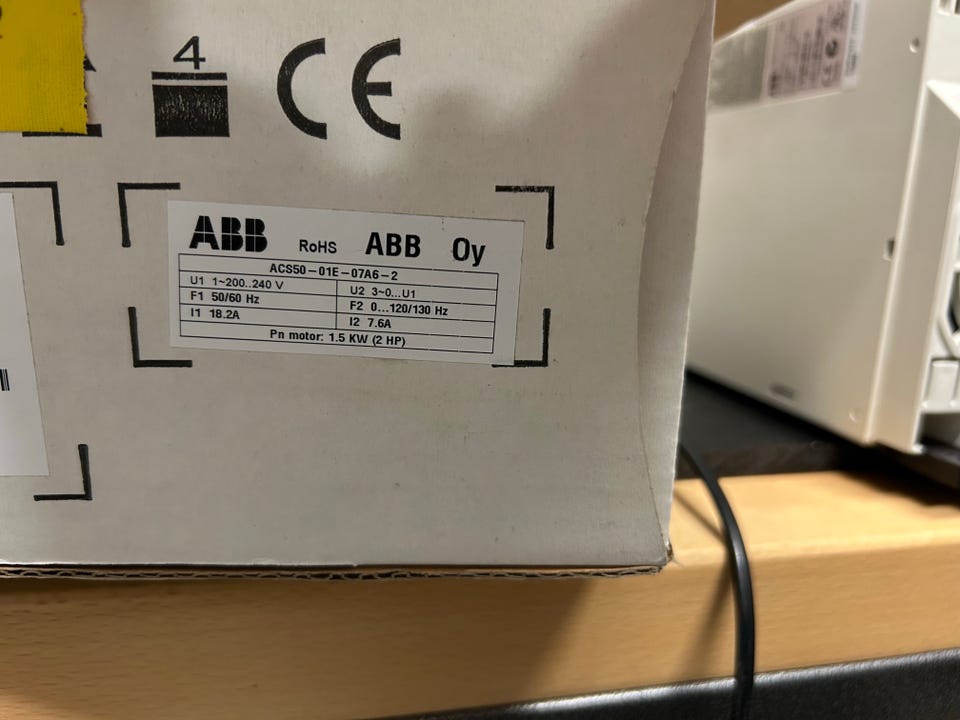 4
CE
ABB RoHS ABB Oy
ACS50-01E-07A6-2
U1 1~200..240 V U2 3~0...U1
F1 50/60 Hz F2 0...120/130 Hz
I1 18.2A I2 7.6A
Pn motor: 1.5 KW (2 HP)